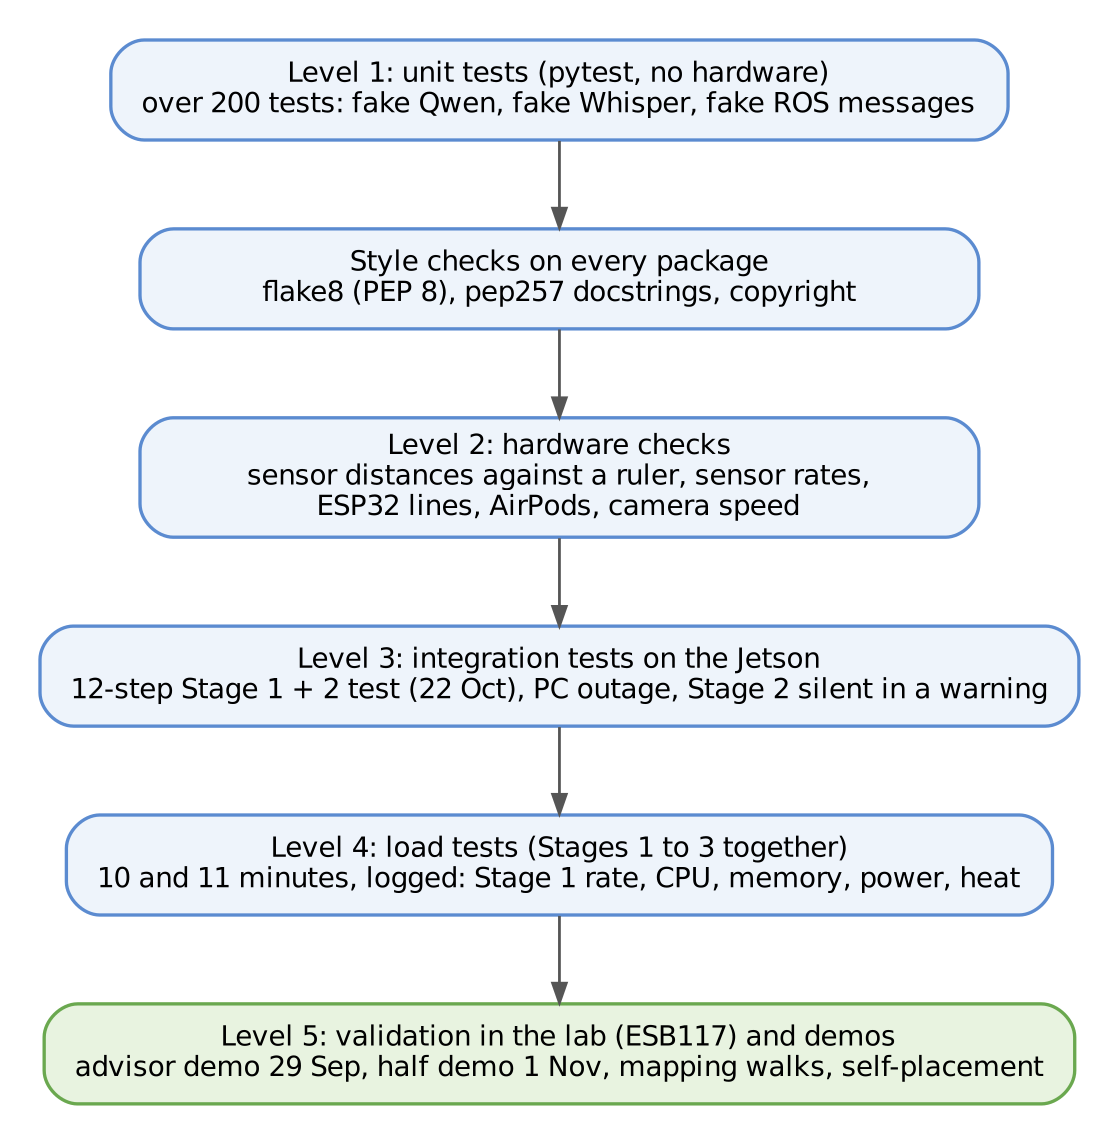 Level 1: unit tests (pytest, no hardware)
over 200 tests: fake Qwen, fake Whisper, fake ROS messages
Style checks on every package
flake8 (PEP 8), pep257 docstrings, copyright
Level 2: hardware checks
sensor distances against a ruler, sensor rates,
ESP32 lines, AirPods, camera speed
Level 3: integration tests on the Jetson
12-step Stage 1 + 2 test (22 Oct), PC outage, Stage 2 silent in a warning
Level 4: load tests (Stages 1 to 3 together)
10 and 11 minutes, logged: Stage 1 rate, CPU, memory, power, heat
Level 5: validation in the lab (ESB117) and demos
advisor demo 29 Sep, half demo 1 Nov, mapping walks, self-placement